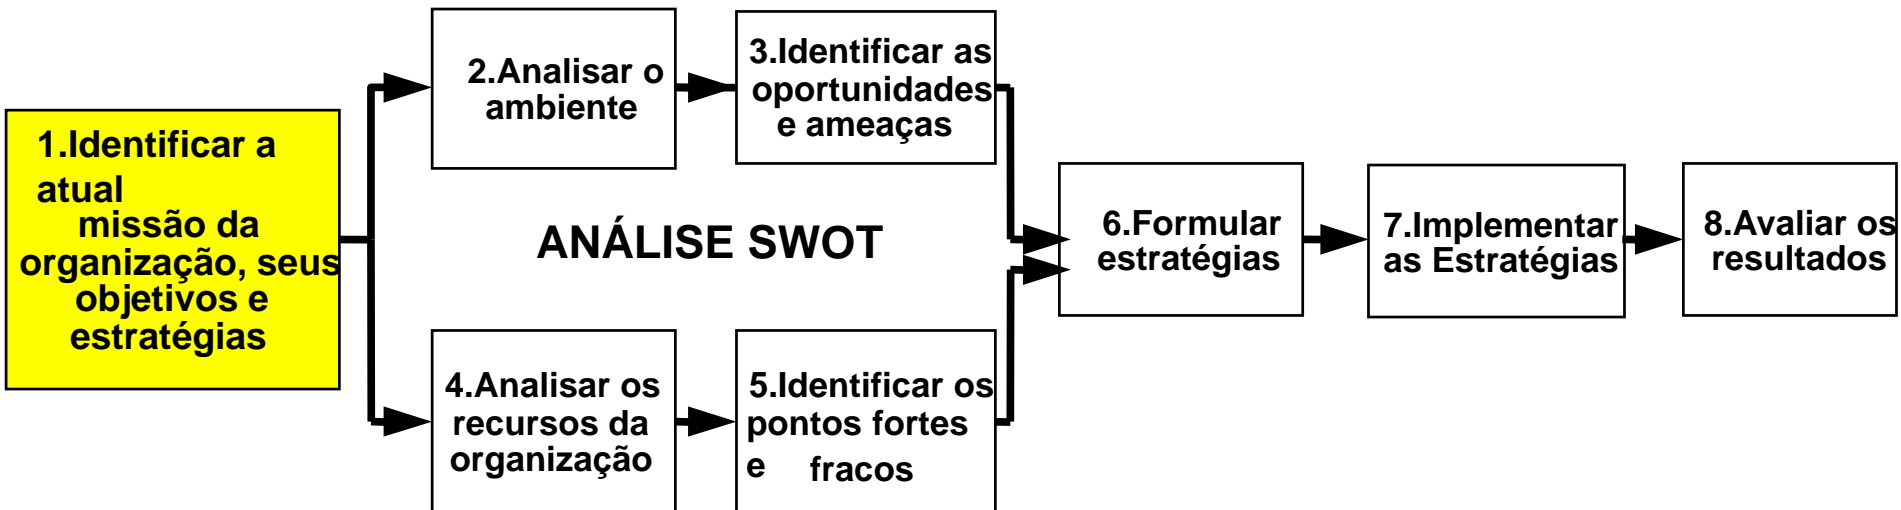 1.Identificar a
atual
missão da
organização, seus
objetivos e
estratégias
2.Analisar o
ambiente
3.Identificar as
oportunidades
e ameaças
ANÁLISE SWOT
4.Analisar os
recursos da
organização
5.Identificar os
pontos fortes
e fracos
6.Formular
estratégias
7.Implementar
as Estratégias
8.Avaliar os
resultados